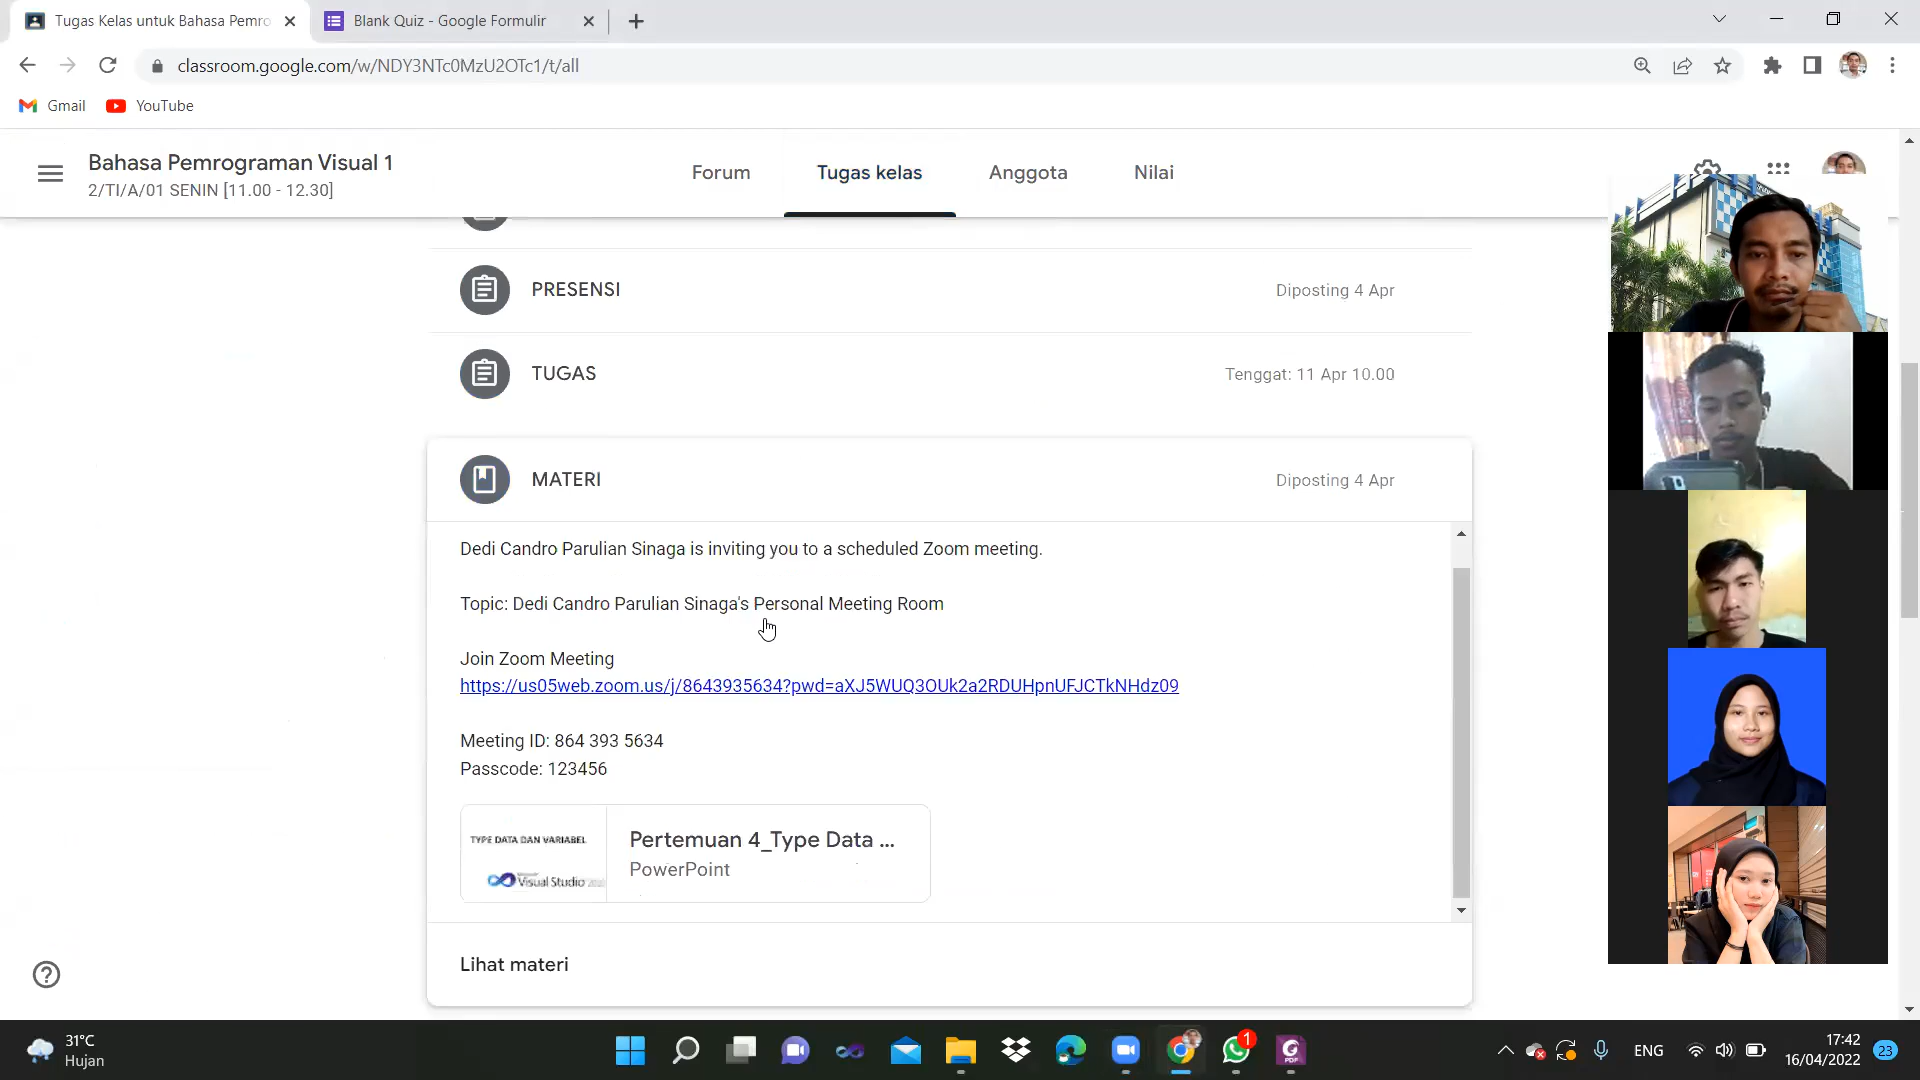 Tugas Kelas untuk Bahasa Pemro
Blank Quiz - Google Formulir
classroom.google.com/w/NDY3NTc0MzU2OTc1/t/all
Gmail
YouTube
Bahasa Pemrograman Visual 1
2/TI/A/01 SENIN [11.00 - 12.30]
Forum
Tugas kelas
Anggota
Nilai
PRESENSI
Diposting 4 Apr
TUGAS
Tenggat: 11 Apr 10.00
MATERI
Diposting 4 Apr
Dedi Candro Parulian Sinaga is inviting you to a scheduled Zoom meeting.
Topic: Dedi Candro Parulian Sinaga's Personal Meeting Room
Join Zoom Meeting
https://us05web.zoom.us/j/8643935634?pwd=aXJ5WUQ3OUk2a2RDUHpnUFJCTkNHdz09
Meeting ID: 864 393 5634
Passcode: 123456
TYPE DATA DAN VARIABEL
Visual Studio
Pertemuan 4_Type Data ...
PowerPoint
Lihat materi
31°C
Hujan
1
ENG
17:42
16/04/2022
23